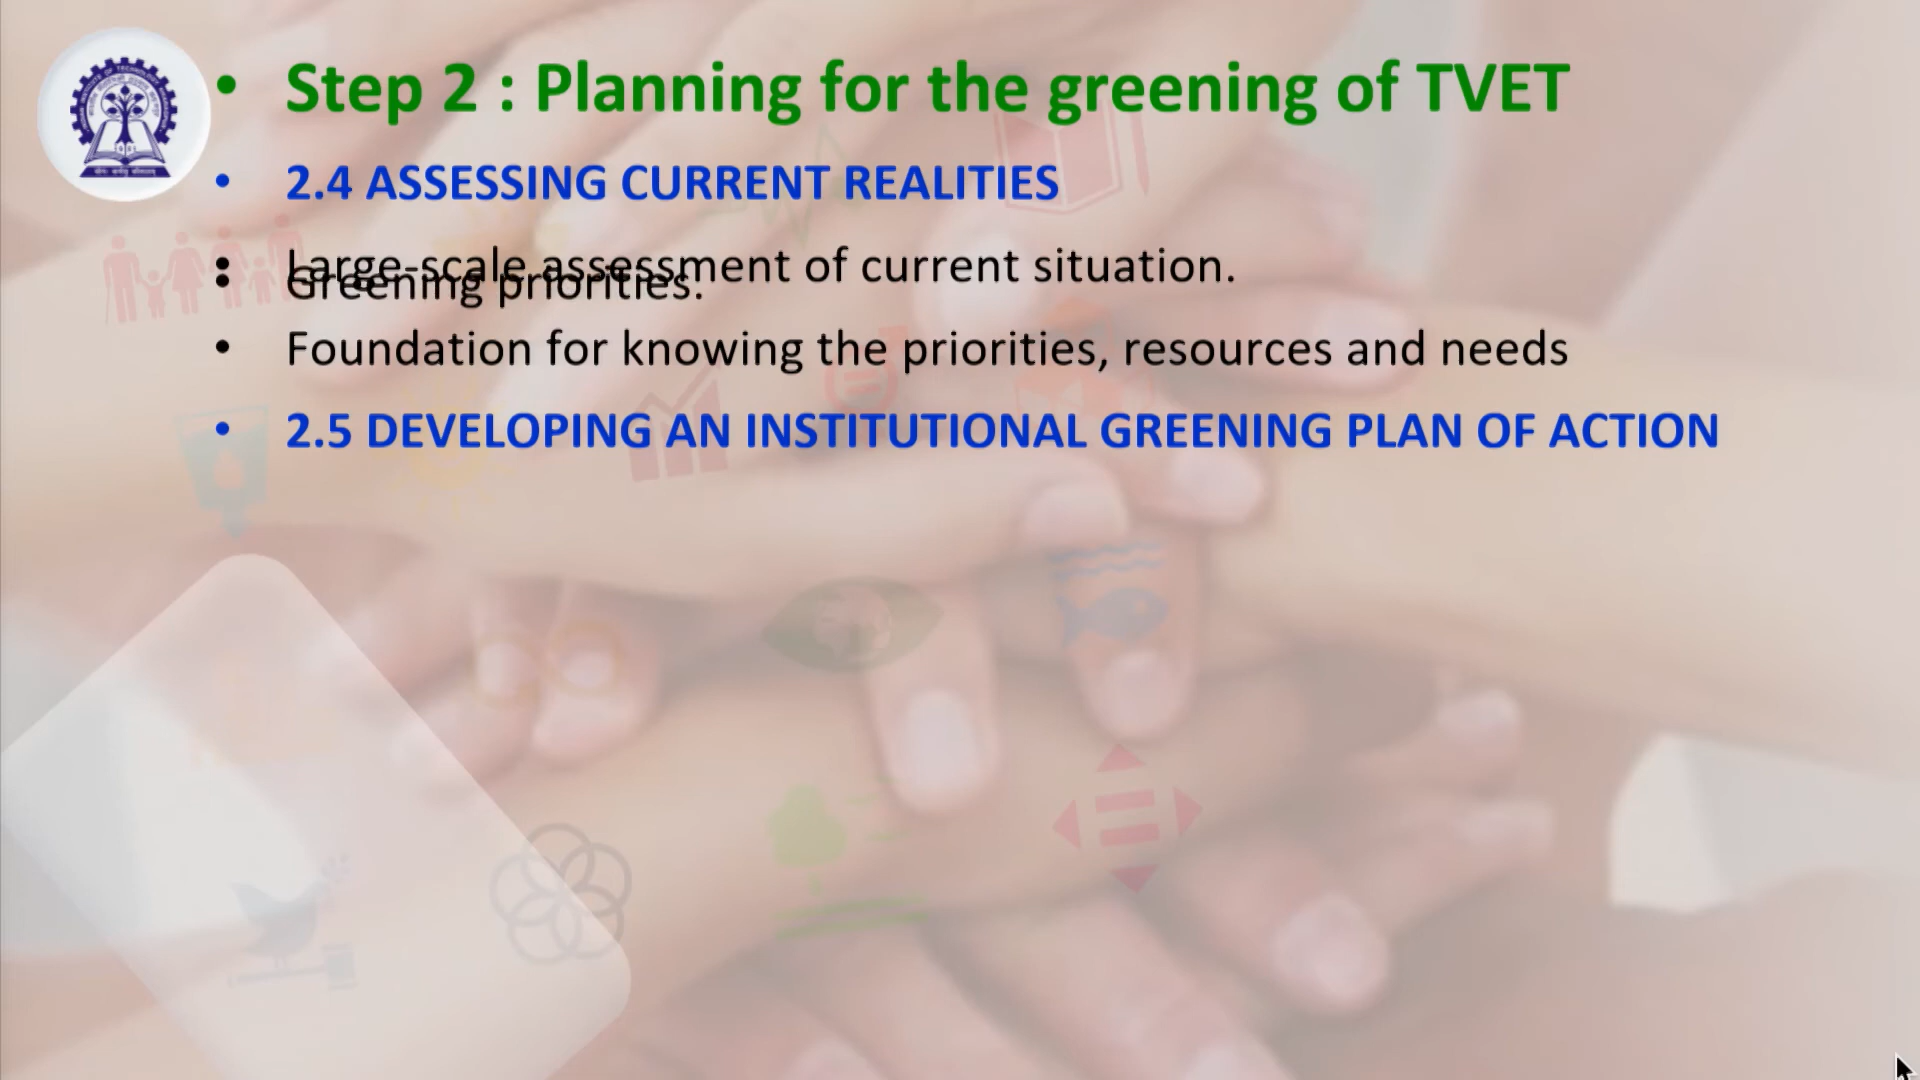 • Step 2 : Planning for the greening of TVET
• 2.4 ASSESSING CURRENT REALITIES
• Large-scale assessment of current situation.
• Greening priorities.
• Foundation for knowing the priorities, resources and needs
• 2.5 DEVELOPING AN INSTITUTIONAL GREENING PLAN OF ACTION